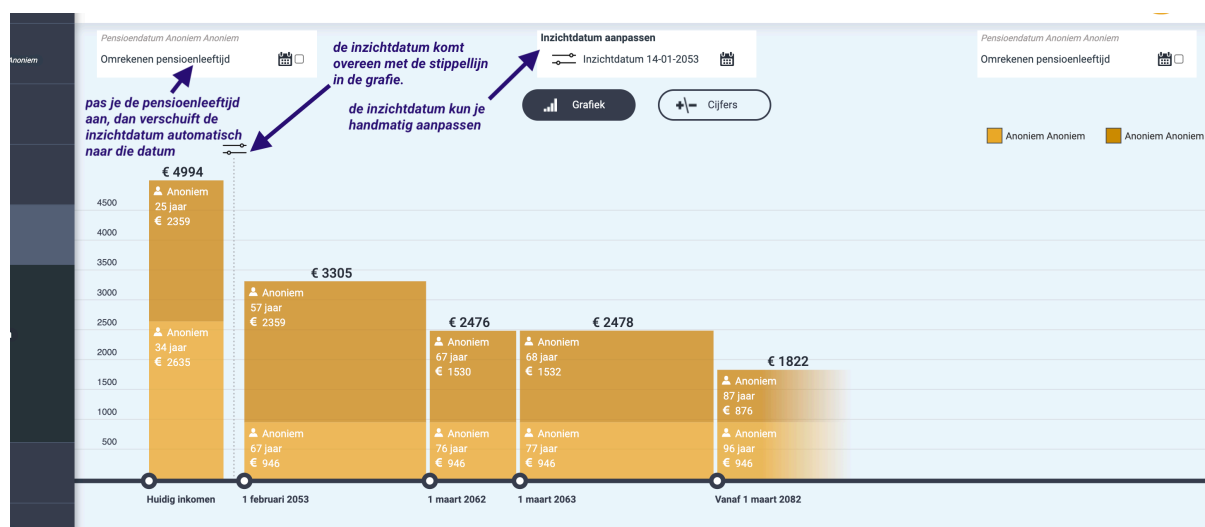 Anoniem
Pensioendatum Anoniem Anoniem
Omrekenen pensioenleeftijd
de inzichtdatum komt
overeen met de stippellijn
in de grafie.
Inzichtdatum aanpassen
Inzichtdatum 14-01-2053
Pensioendatum Anoniem Anoniem
Omrekenen pensioenleeftijd
pas je de pensioenleeftijd
aan, dan verschuift de
inzichtdatum automatisch
naar die datum
de inzichtdatum kun je
handmatig aanpassen
Grafiek
+\− Cijfers
Anoniem Anoniem
Anoniem Anoniem
€ 4994
4500
4000
3500
3000
2500
2000
1500
1000
500
Anoniem
25 jaar
€ 2359
Anoniem
34 jaar
€ 2635
€ 3305
Anoniem
57 jaar
€ 2359
Anoniem
67 jaar
€ 946
€ 2476
Anoniem
67 jaar
€ 1530
Anoniem
76 jaar
€ 946
€ 2478
Anoniem
68 jaar
€ 1532
Anoniem
77 jaar
€ 946
€ 1822
Anoniem
87 jaar
€ 876
Anoniem
96 jaar
€ 946
Huidig inkomen
1 februari 2053
1 maart 2062
1 maart 2063
Vanaf 1 maart 2082